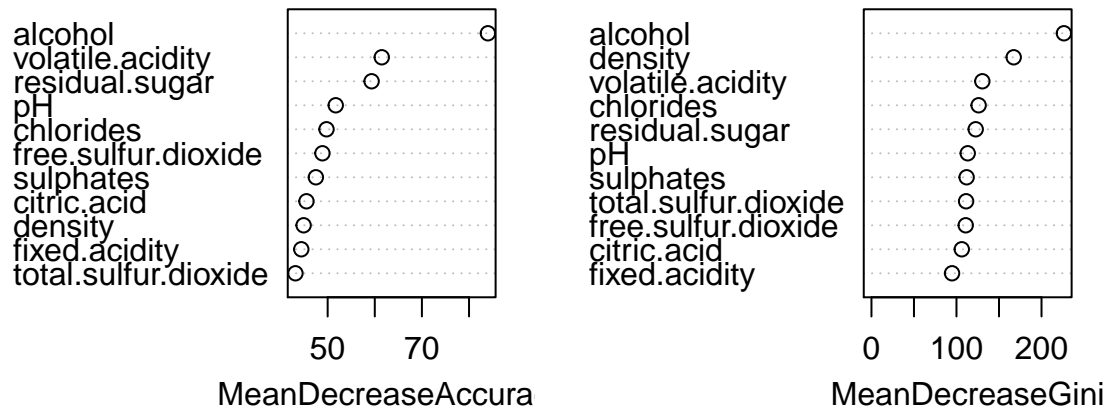 alcohol
volatile.acidity
residual.sugar
pH
chlorides
free.sulfur.dioxide
sulphates
citric.acid
density
fixed.acidity
total.sulfur.dioxide
50 70
MeanDecreaseAccura
alcohol
density
volatile.acidity
chlorides
residual.sugar
pH
sulphates
total.sulfur.dioxide
free.sulfur.dioxide
citric.acid
fixed.acidity
0 100 200
MeanDecreaseGini